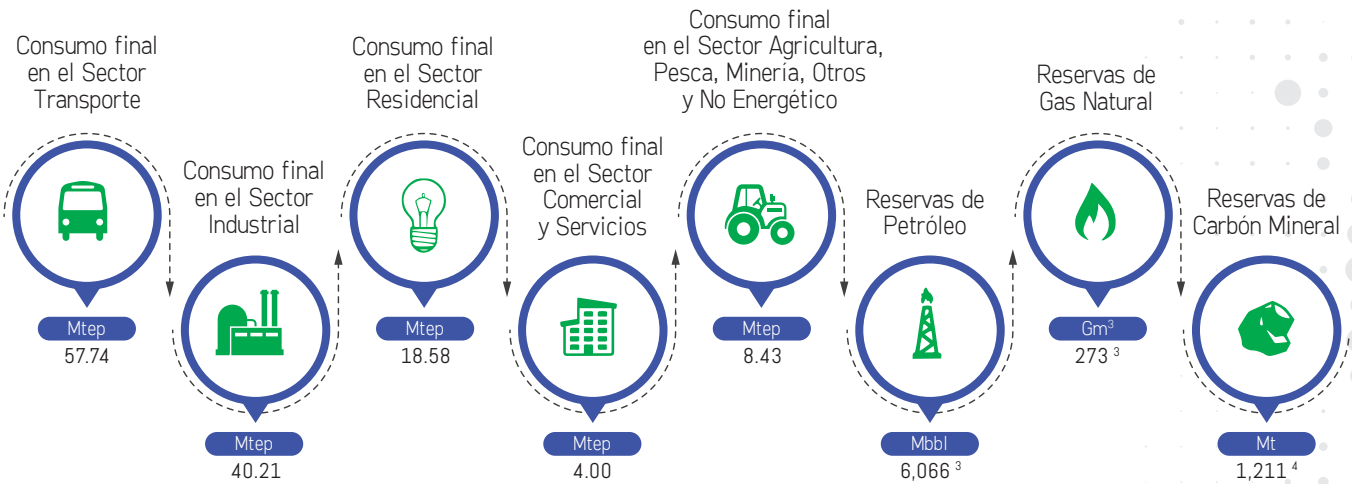 Consumo final
en el Sector
Transporte
Mtep
57.74
Consumo final
en el Sector
Industrial
Mtep
40.21
Consumo final
en el Sector
Residencial
Mtep
18.58
Consumo final
en el Sector
Comercial
y Servicios
Mtep
4.00
Consumo final
en el Sector Agricultura,
Pesca, Minería, Otros
y No Energético
Mtep
8.43
Reservas de
Petróleo
Mbbl
6,066 ³
Reservas de
Gas Natural
Gm³
273 ³
Reservas de
Carbón Mineral
Mt
1,211 ⁴